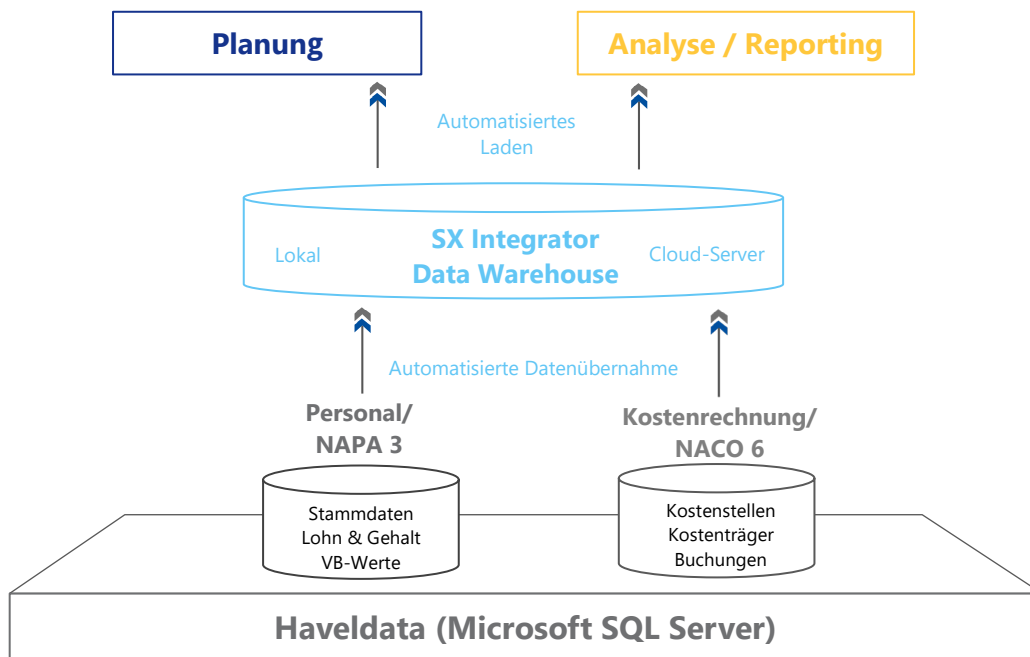 Planung
Analyse / Reporting
Automatisiertes
Laden
SX Integrator
Data Warehouse
Lokal
Cloud-Server
Automatisierte Datenübernahme
Personal/
NAPA 3
Kostenrechnung/
NACO 6
Stammdaten
Lohn & Gehalt
VB-Werte
Kostenstellen
Kostenträger
Buchungen
Haveldata (Microsoft SQL Server)